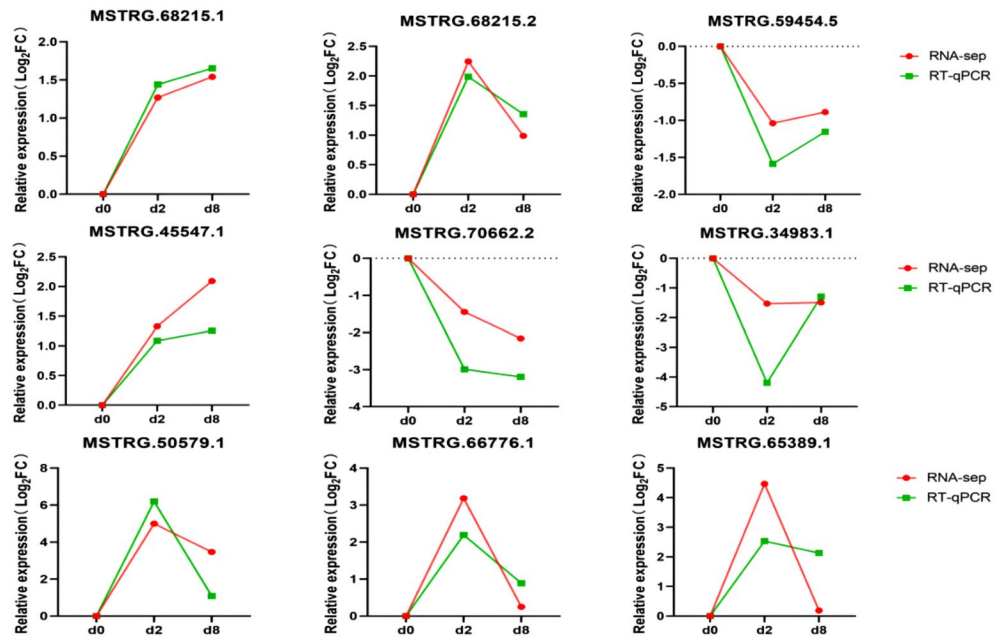 MSTRG.68215.1
Relative expression( Log2FC)
2.0
1.5
1.0
0.5
0.0
d0 d2 d8
MSTRG.68215.2
Relative expression( Log2FC)
2.5
2.0
1.5
1.0
0.5
0.0
d0 d2 d8
MSTRG.59454.5
Relative expression( Log2FC)
0.0
-0.5
-1.0
-1.5
-2.0
d0 d2 d8
RNA-sep
RT-qPCR
MSTRG.45547.1
Relative expression( Log2FC)
2.5
2.0
1.5
1.0
0.5
0.0
d0 d2 d8
MSTRG.70662.2
Relative expression( Log2FC)
0
-1
-2
-3
-4
d0 d2 d8
MSTRG.34983.1
Relative expression( Log2FC)
0
-1
-2
-3
-4
-5
d0 d2 d8
RNA-sep
RT-qPCR
MSTRG.50579.1
Relative expression( Log2FC)
8
6
4
2
0
d0 d2 d8
MSTRG.66776.1
Relative expression( Log2FC)
4
3
2
1
0
d0 d2 d8
MSTRG.65389.1
Relative expression( Log2FC)
5
4
3
2
1
0
d0 d2 d8
RNA-sep
RT-qPCR